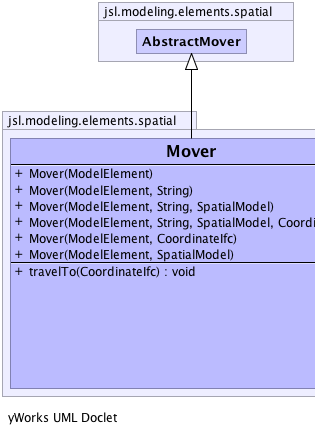 jsl.modeling.elements.spatial
AbstractMover
jsl.modeling.elements.spatial
Mover
+ Mover(ModelElement)
+ Mover(ModelElement, String)
+ Mover(ModelElement, String, SpatialModel)
+ Mover(ModelElement, String, SpatialModel, Coordi
+ Mover(ModelElement, CoordinateIfc)
+ Mover(ModelElement, SpatialModel)
+ travelTo(CoordinateIfc) : void
yWorks UML Doclet